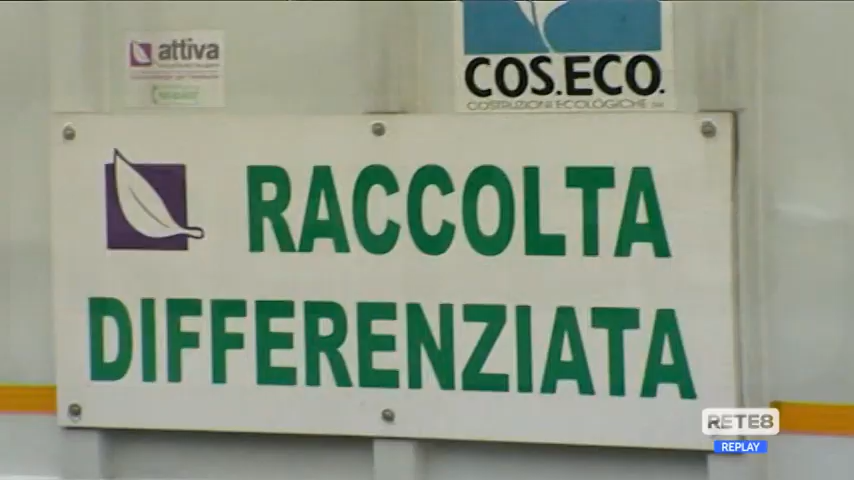 attiva
COS.ECO.
COSTRUZIONI ECOLOGICHE
RACCOLTA
DIFFERENZIATA
RETE8
REPLAY